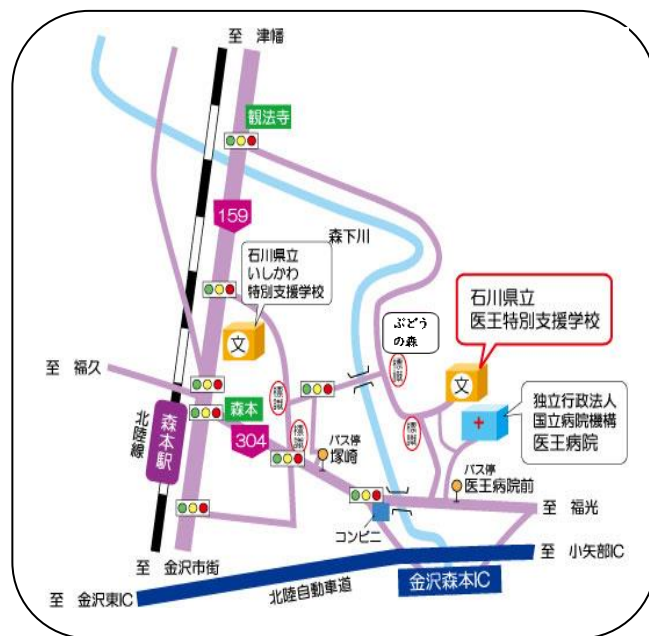 至 津幡
観法寺
159
森下川
石川県立
いしかわ
特別支援学校
文
ぶどう
の森
石川県立
医王特別支援学校
文
標識
至 福久
森本
標識
独立行政法人
国立病院機構
医王病院
304
標識
標識
北陸線
森本駅
バス停
塚崎
バス停
医王病院前
コンビニ
至 福光
至 金沢市街
至 小矢部IC
北陸自動車道
金沢森本IC
至 金沢東IC